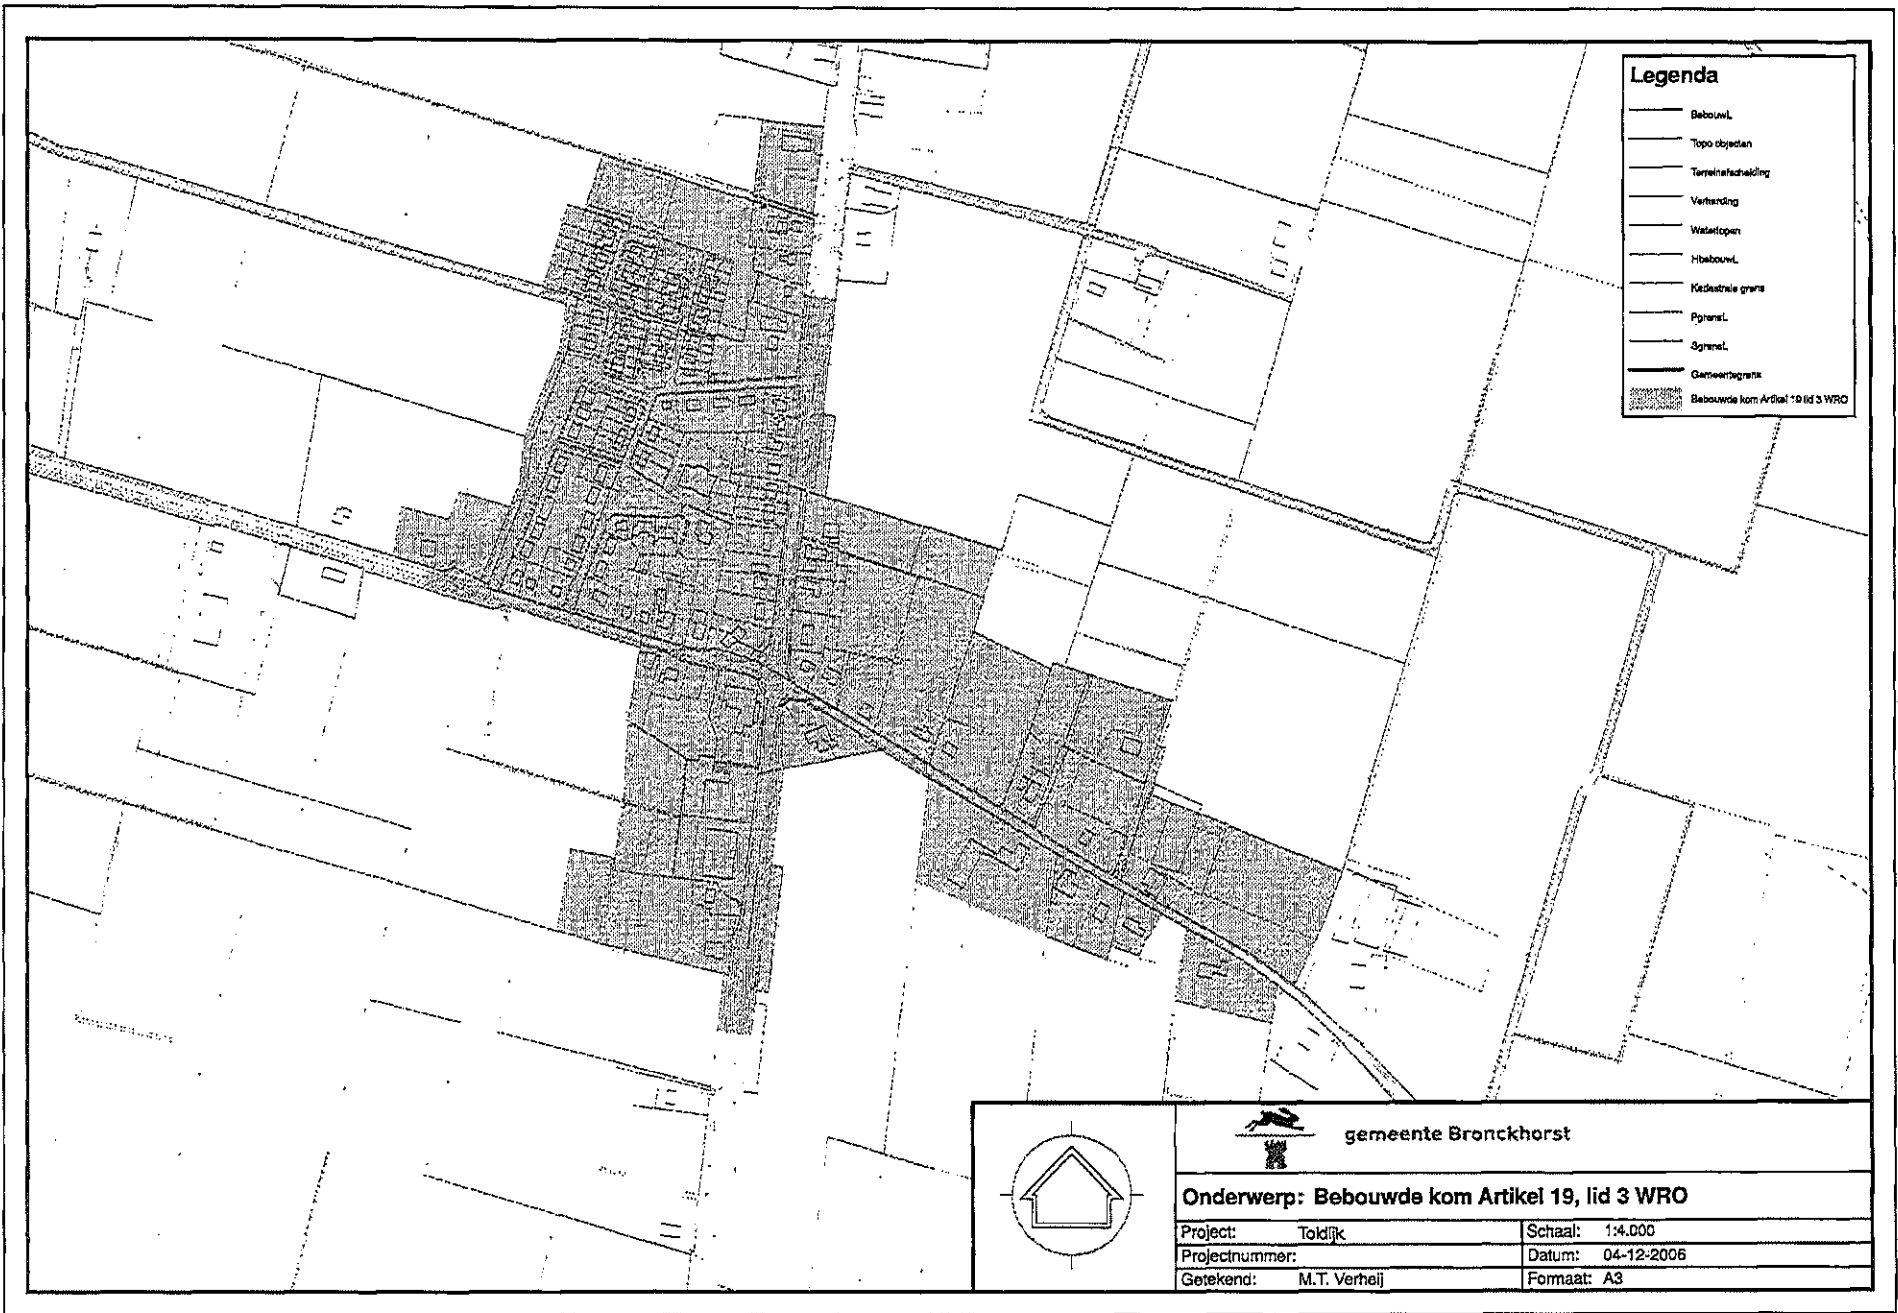 Legenda
BebouwL
Topo objecten
Terreinafscheiding
Verharding
Waterlopen
HbebouwL
Kadastrale grens
PgrensL
SgrensL
Gemeentegrens
Bebouwde kom Artikel 19 lid 3 WRO
gemeente Bronckhorst
Onderwerp: Bebouwde kom Artikel 19, lid 3 WRO
Project: Toldijk Schaal: 1:4.000
Projectnummer: Datum: 04-12-2006
Getekend: M.T. Verheij Formaat: A3